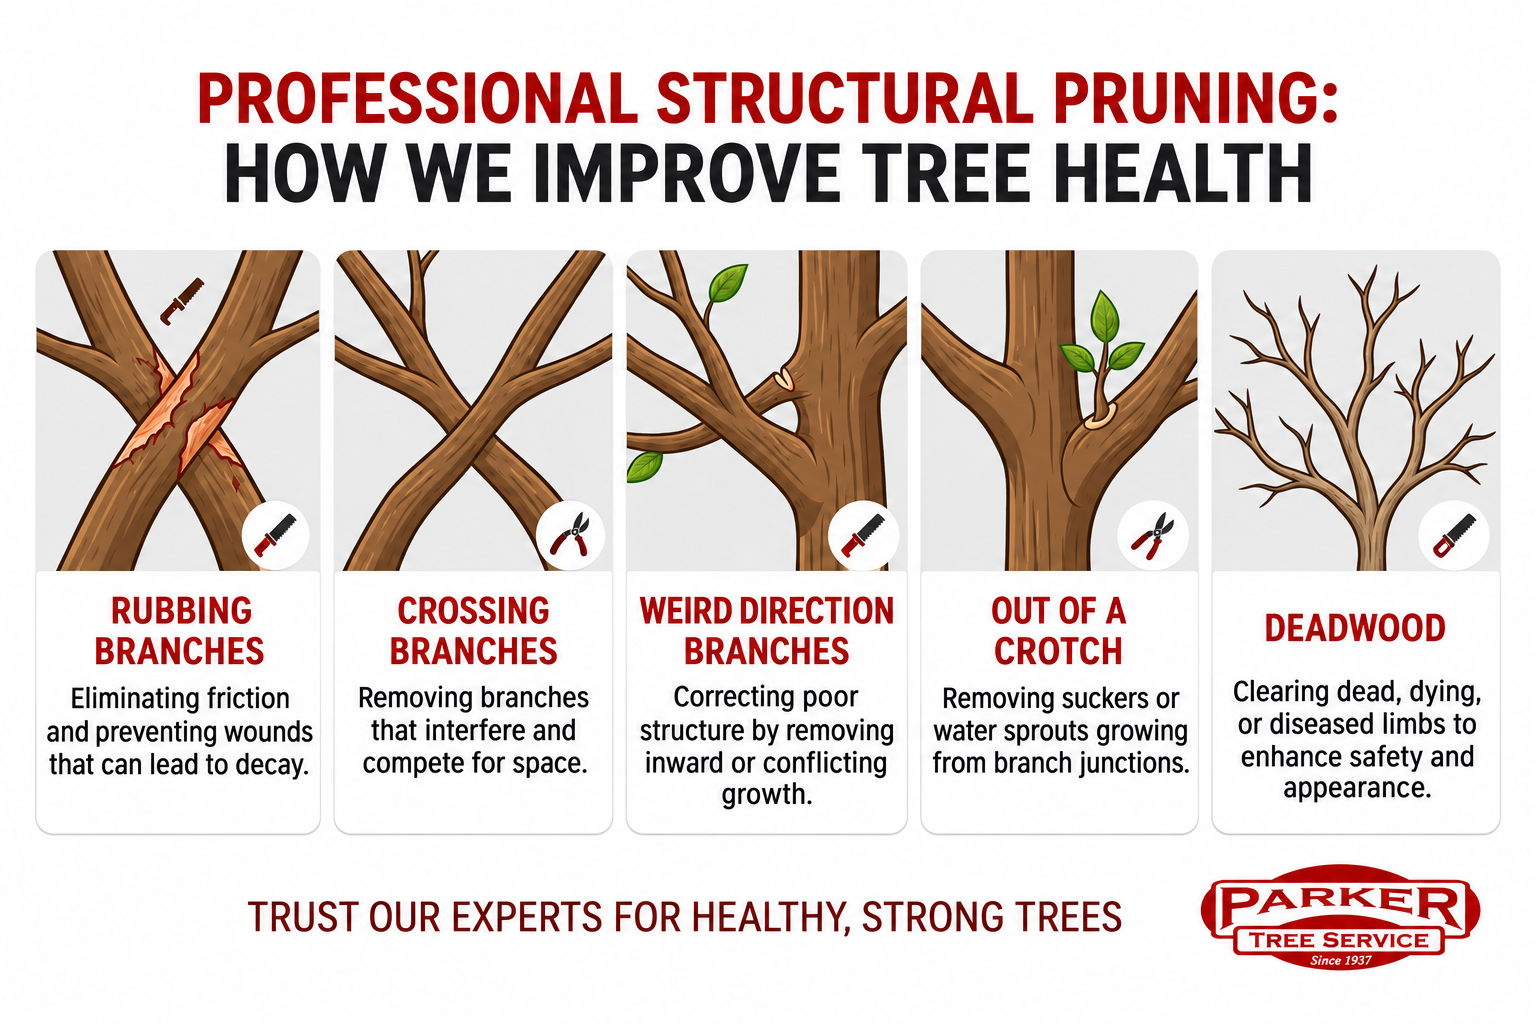 PROFESSIONAL STRUCTURAL PRUNING:
HOW WE IMPROVE TREE HEALTH
RUBBING
BRANCHES
Eliminating friction
and preventing wounds
that can lead to decay.
CROSSING
BRANCHES
Removing branches
that interfere and
compete for space.
WEIRD DIRECTION
BRANCHES
Correcting poor
structure by removing
inward or conflicting
growth.
OUT OF A
CROTCH
Removing suckers or
water sprouts growing
from branch junctions.
DEADWOOD
Clearing dead, dying,
or diseased limbs to
enhance safety and
appearance.
TRUST OUR EXPERTS FOR HEALTHY, STRONG TREES
PARKER
TREE SERVICE
Since 1937